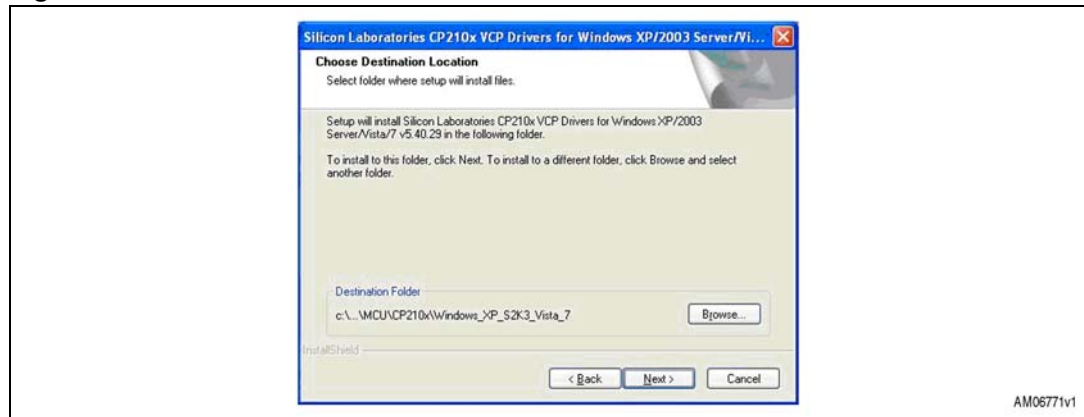 Silicon Laboratories CP210x VCP Drivers for Windows XP/2003 Server/Vi...
Choose Destination Location
Select folder where setup will install files.
Setup will install Silicon Laboratories CP210x VCP Drivers for Windows XP/2003
Server/Vista/7 v5.40.29 in the following folder.
To install to this folder, click Next. To install to a different folder, click Browse and select
another folder.
Destination Folder
c:\...\MCU\CP210x\Windows_XP_S2K3_Vista_7
Browse...
InstallShield
< Back
Next >
Cancel
AM06771v1